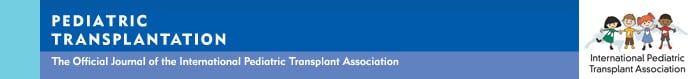 PEDIATRIC
TRANSPLANTATION
The Official Journal of the International Pediatric Transplant Association
International Pediatric
Transplant Association